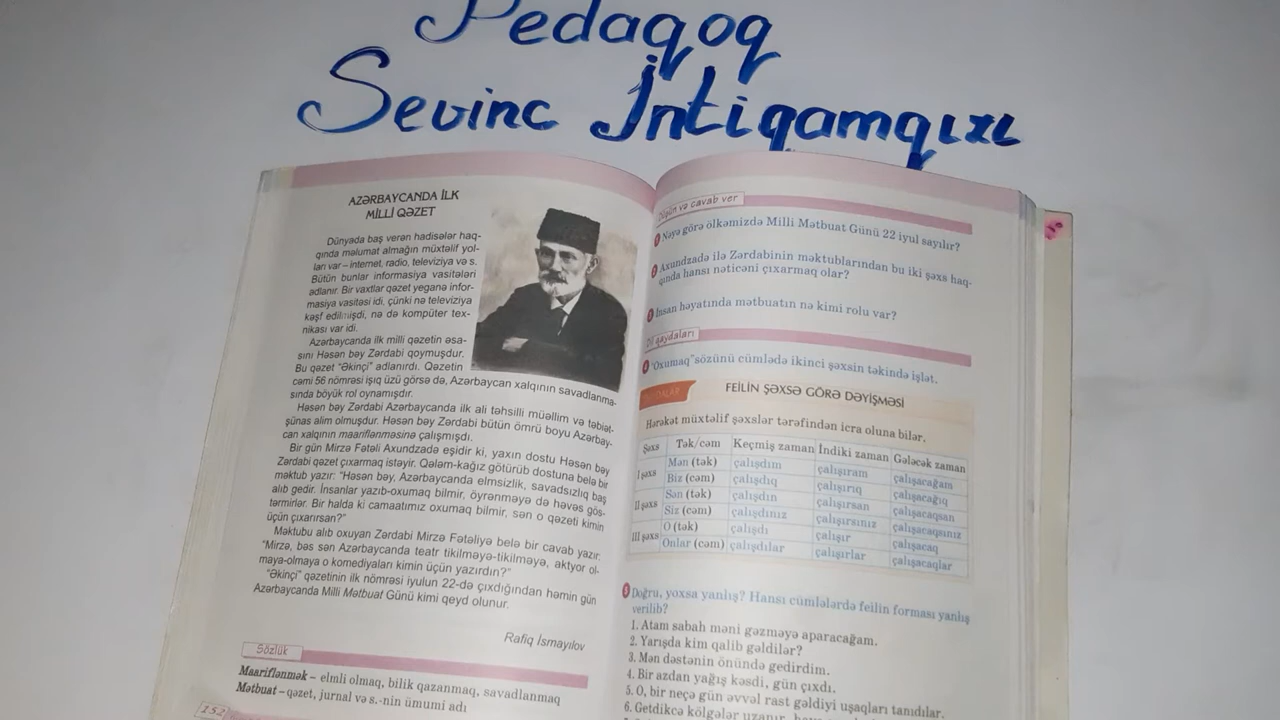 Pedaqoq
Sevinc İntiqamqızı
AZƏRBAYCANDA İLK
MİLLİ QƏZET
Dünyada baş verən hadisələr haq-
qında məlumat almağın müxtəlif yol-
ları var – internet, radio, televiziya və s.
Bütün bunlar informasiya vasitələri
adlanır. Bir vaxtlar qəzet yeganə infor-
masiya vasitəsi idi, çünki nə televiziya
kəşf edilmişdi, nə də kompüter tex-
nikası var idi.
Azərbaycanda ilk milli qəzetin əsa-
sını Həsən bəy Zərdabi qoymuşdur.
Bu qəzet "Əkinçi" adlanırdı. Qəzetin
cəmi 56 nömrəsi işıq üzü görsə də, Azərbaycan xalqının savadlanma-
sında böyük rol oynamışdır.
Həsən bəy Zərdabi Azərbaycanda ilk ali təhsilli müəllim və təbiət-
şünas alim olmuşdur. Həsən bəy Zərdabi bütün ömrü boyu Azərbay-
can xalqının maariflənməsinə çalışmışdı.
Bir gün Mirzə Fətəli Axundzadə eşidir ki, yaxın dostu Həsən bəy
Zərdabi qəzet çıxarmaq istəyir. Qələm-kağız götürüb dostuna belə bir
məktub yazır: "Həsən bəy, Azərbaycanda elmsizlik, savadsızlıq baş
alıb gedir. İnsanlar yazıb-oxumaq bilmir, öyrənməyə də həvəs gös-
tərmirlər. Bir halda ki camaatımız oxumaq bilmir, sən o qəzeti kimin
üçün çıxarırsan?"
Məktubu alıb oxuyan Zərdabi Mirzə Fətəliyə belə bir cavab yazır:
"Mirzə, bəs sən Azərbaycanda teatr tikilməyə-tikilməyə, aktyor ol-
maya-olmaya o komediyaları kimin üçün yazırdın?"
"Əkinçi" qəzetinin ilk nömrəsi iyulun 22-də çıxdığından həmin gün
Azərbaycanda Milli Mətbuat Günü kimi qeyd olunur.
Rafiq İsmayılov
Sözlük
Maariflənmək – elmli olmaq, bilik qazanmaq, savadlanmaq
Mətbuat – qəzet, jurnal və s.-nin ümumi adı
152
Düşün və cavab ver
1 Nəyə görə ölkəmizdə Milli Mətbuat Günü 22 iyul sayılır?
2 Axundzadə ilə Zərdabinin məktublarından bu iki şəxs haq-
qında hansı nəticəni çıxarmaq olar?
3 İnsan həyatında mətbuatın nə kimi rolu var?
Dil qaydaları
4 "Oxumaq" sözünü cümlədə ikinci şəxsin təkində işlət.
FEİLİN ŞƏXSƏ GÖRƏ DƏYİŞMƏSİ
Hərəkət müxtəlif şəxslər tərəfindən icra oluna bilər.
Şəxs Tək/cəm Keçmiş zaman İndiki zaman Gələcək zaman
I şəxs Mən (tək) çalışdım çalışıram çalışacağam
Biz (cəm) çalışdıq çalışırıq çalışacağıq
II şəxs Sən (tək) çalışdın çalışırsan çalışacaqsan
Siz (cəm) çalışdınız çalışırsınız çalışacaqsınız
III şəxs O (tək) çalışdı çalışır çalışacaq
Onlar (cəm) çalışdılar çalışırlar çalışacaqlar
5 Doğru, yoxsa yanlış? Hansı cümlələrdə feilin forması yanlış
verilib?
1. Atam sabah məni gəzməyə aparacağam.
2. Yarışda kim qalib gəldilər?
3. Mən dəstənin önündə gedirdim.
4. Bir azdan yağış kəsdi, gün çıxdı.
5. O, bir neçə gün əvvəl rast gəldiyi uşaqları tanıdılar.
6. Getdikcə kölgələr uzanır,